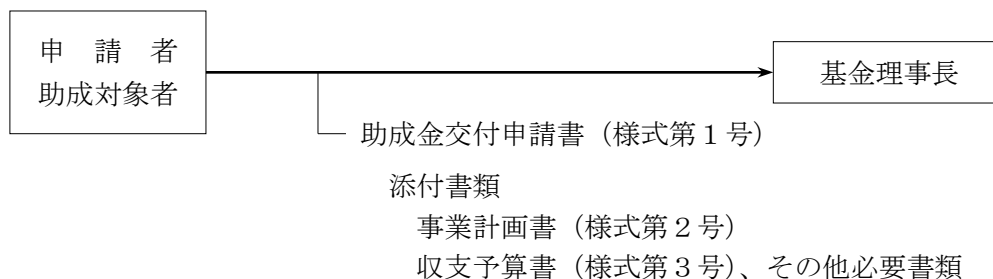 申 請 者
助成対象者
基金理事長
助成金交付申請書（様式第１号）
添付書類
事業計画書（様式第２号）
収支予算書（様式第３号）、その他必要書類